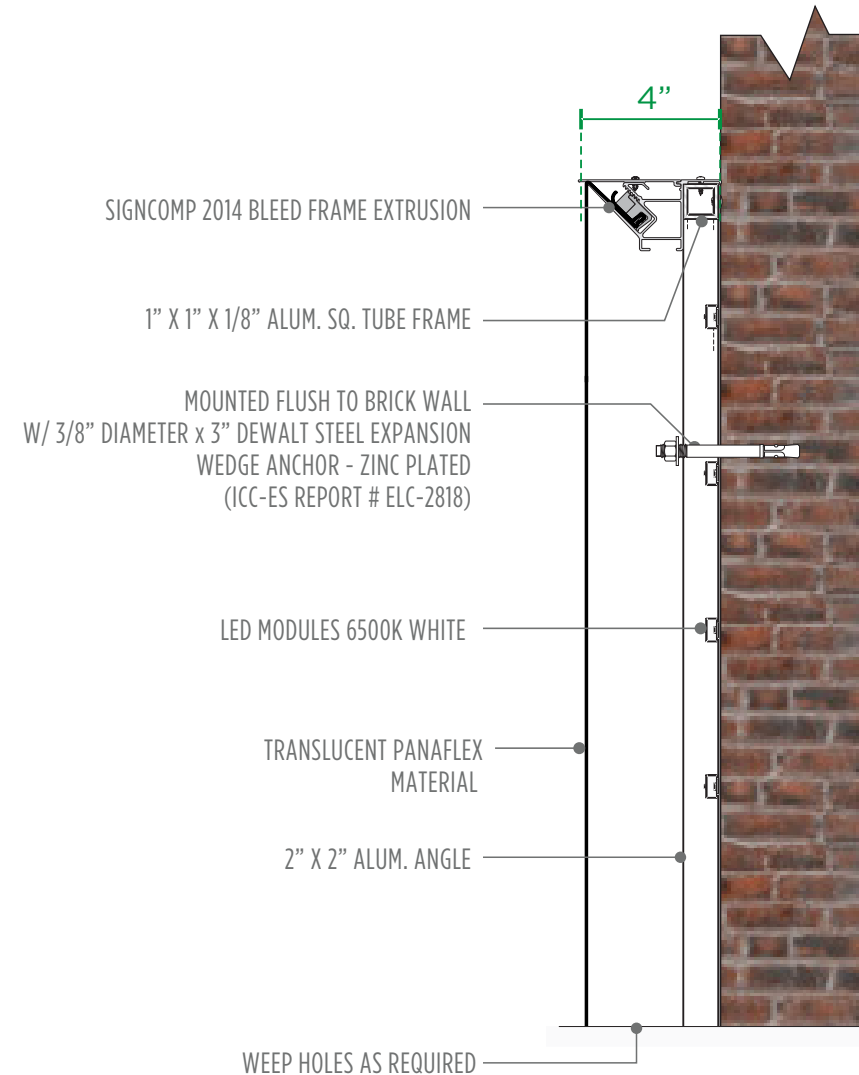 4”
SIGNCOMP 2014 BLEED FRAME EXTRUSION
1” X 1” X 1/8” ALUM. SQ. TUBE FRAME
MOUNTED FLUSH TO BRICK WALL
W/ 3/8” DIAMETER x 3” DEWALT STEEL EXPANSION
WEDGE ANCHOR - ZINC PLATED
(ICC-ES REPORT # ELC-2818)
LED MODULES 6500K WHITE
TRANSLUCENT PANAFLEX
MATERIAL
2” X 2” ALUM. ANGLE
WEEP HOLES AS REQUIRED